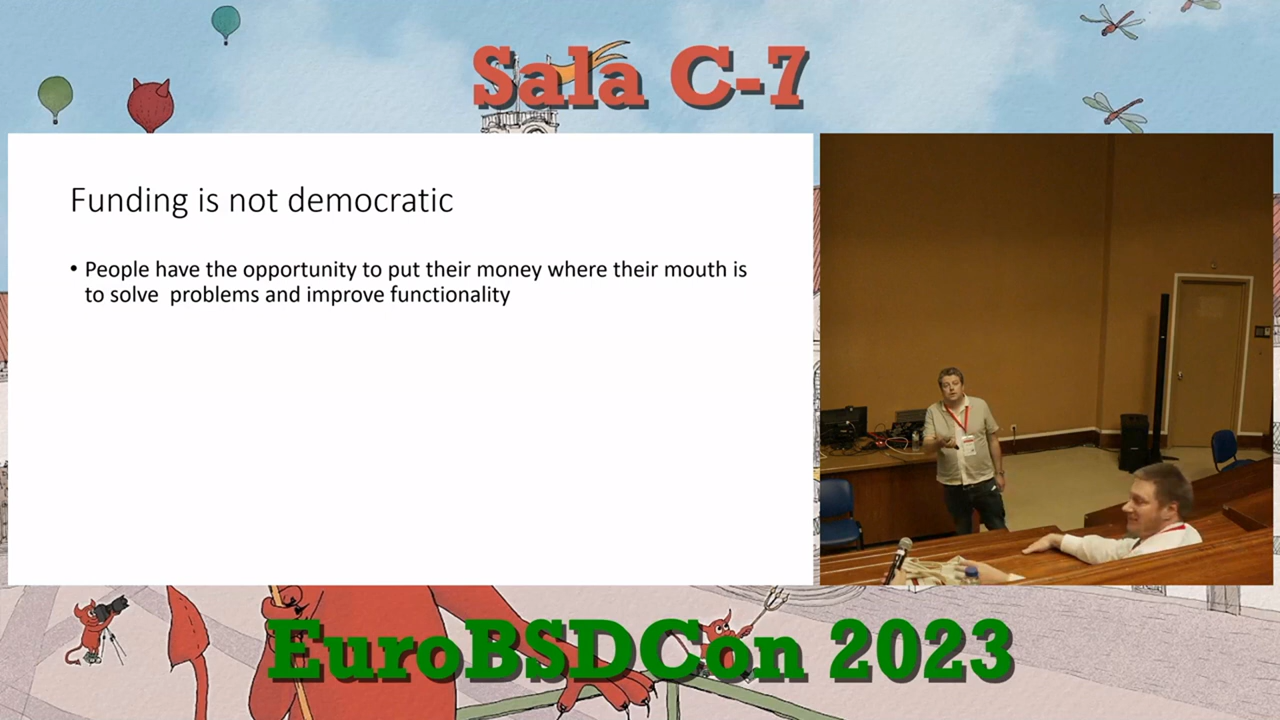 Sala C-7
Funding is not democratic
• People have the opportunity to put their money where their mouth is
to solve  problems and improve functionality
EuroBSDCon 2023